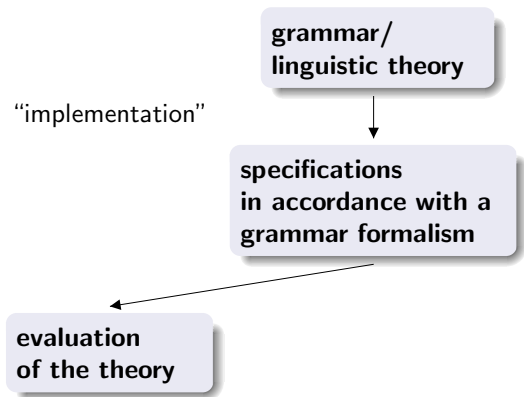 grammar/
linguistic theory
“implementation”
specifications
in accordance with a
grammar formalism
evaluation
of the theory